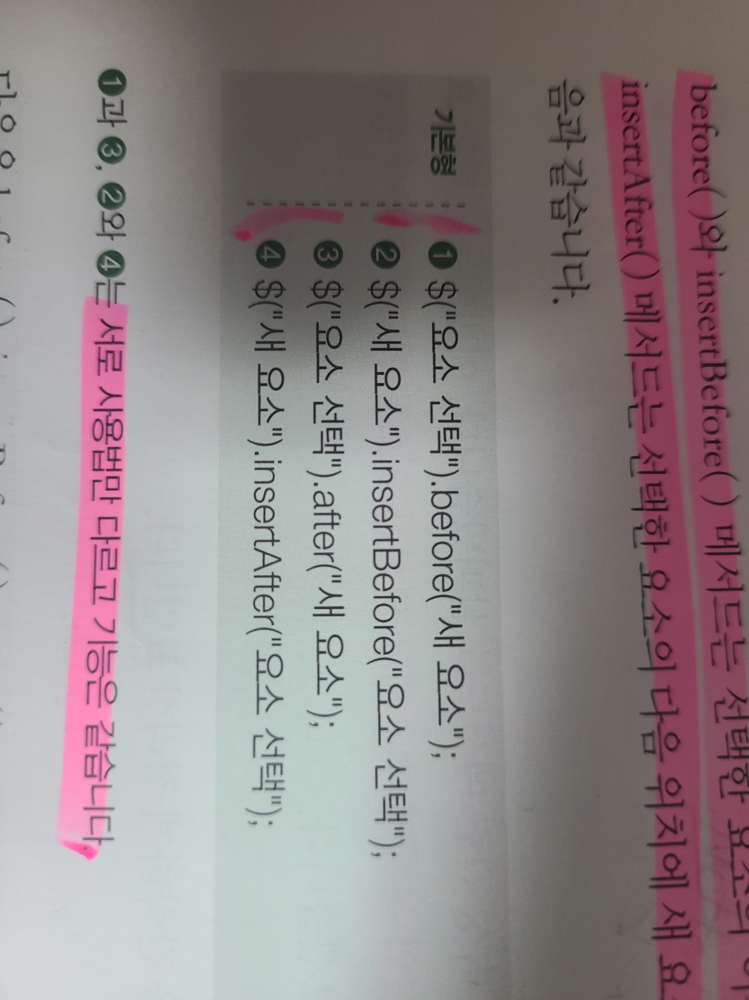 before( )와 insertBefore( ) 메서드는 선택한 요소의
insertAfter( ) 메서드는 선택한 요소의 다음 위치에 새 요
음과 같습니다.
기본형
❶ $("요소 선택").before("새 요소");
❷ $("새 요소").insertBefore("요소 선택");
❸ $("요소 선택").after("새 요소");
❹ $("새 요소").insertAfter("요소 선택");
❶과 ❸, ❷와 ❹는 서로 사용법만 다르고 기능은 같습니다.